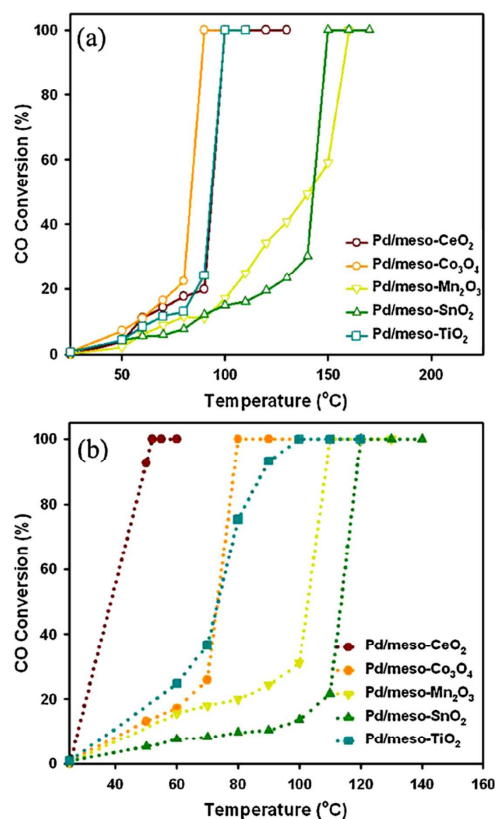 (a)
CO Conversion (%)
100
80
60
40
20
0
Pd/meso-CeO₂
Pd/meso-Co₃O₄
Pd/meso-Mn₂O₃
Pd/meso-SnO₂
Pd/meso-TiO₂
50 100 150 200
Temperature (°C)
(b)
CO Conversion (%)
100
80
60
40
20
0
Pd/meso-CeO₂
Pd/meso-Co₃O₄
Pd/meso-Mn₂O₃
Pd/meso-SnO₂
Pd/meso-TiO₂
40 60 80 100 120 140 160
Temperature (°C)